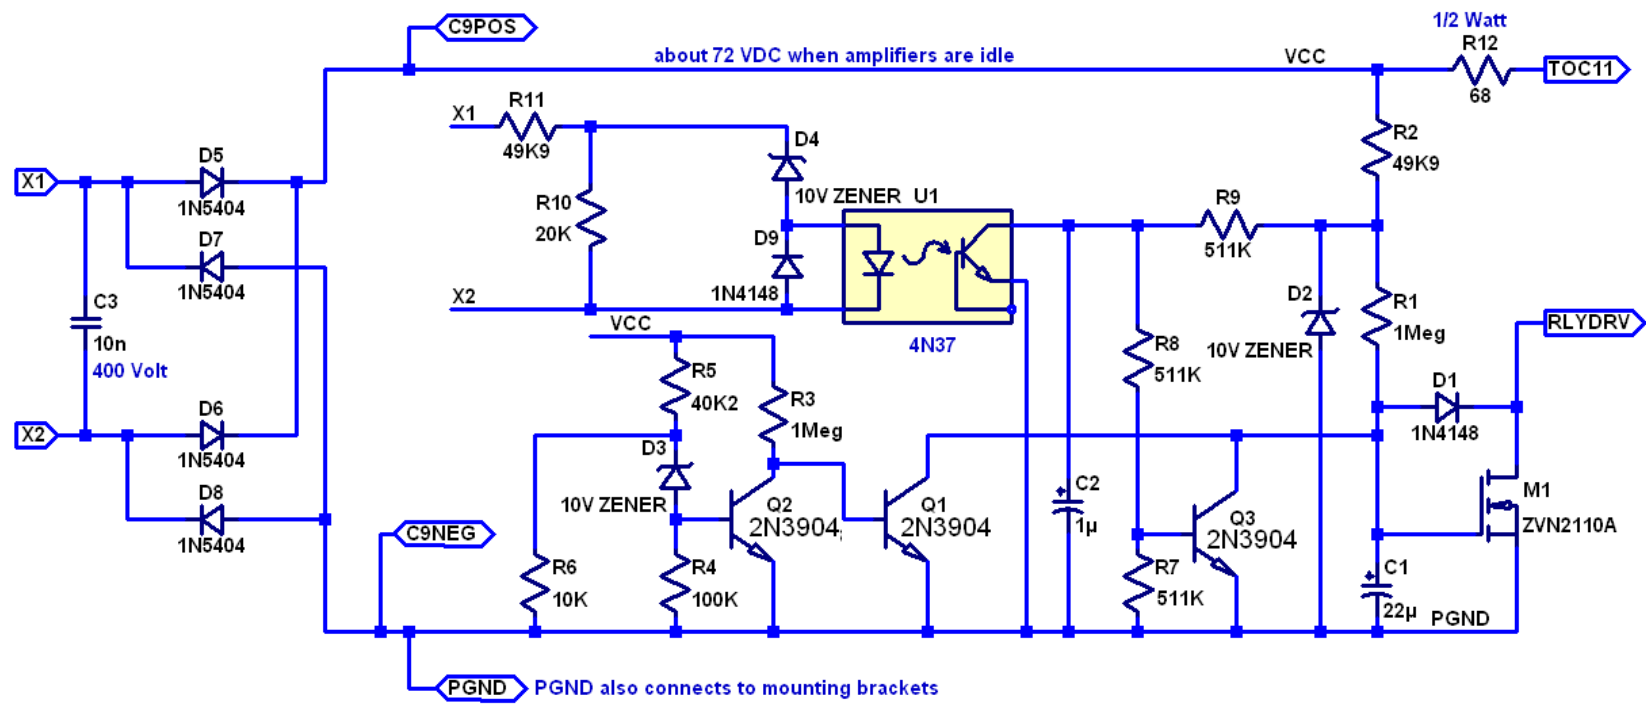 1/2 Watt
C9POS
R12
about 72 VDC when amplifiers are idle
VCC
TOC11
68
R11
X1
49K9
D4
R2
49K9
D5
X1
1N5404
10V ZENER
U1
R10
20K
R9
511K
D7
1N5404
D9
1N4148
X2
4N37
C3
10n
400 Volt
D2
10V ZENER
R1
1Meg
RLYDRV
VCC
R5
40K2
R3
1Meg
R8
511K
D1
1N4148
D6
X2
1N5404
D3
10V ZENER
D8
1N5404
Q2
2N3904
Q1
2N3904
C2
1µ
Q3
2N3904
M1
ZVN2110A
C9NEG
R6
10K
R4
100K
R7
511K
C1
22µ
PGND
PGND
PGND also connects to mounting brackets